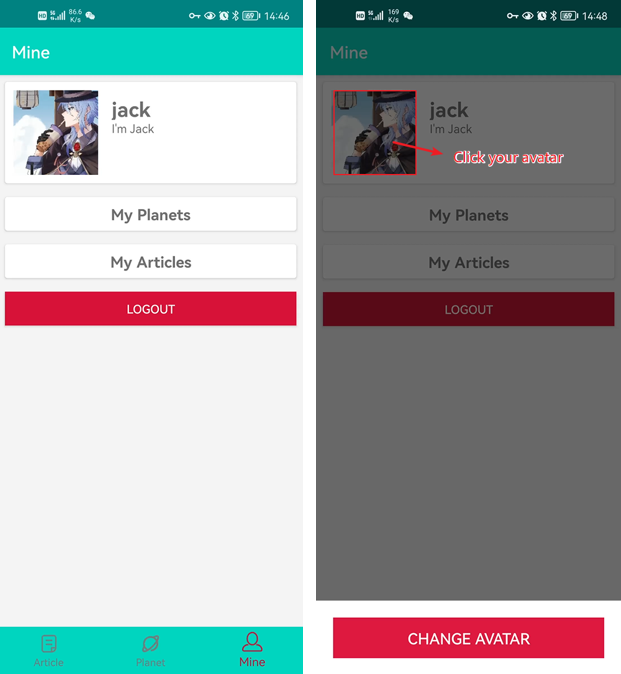 HD 5G 86.6 K/s 69 14:46
Mine
jack
I'm Jack
My Planets
My Articles
LOGOUT
Article
Planet
Mine
HD 5G 169 K/s 69 14:48
Mine
jack
I'm Jack
Click your avatar
My Planets
My Articles
LOGOUT
CHANGE AVATAR